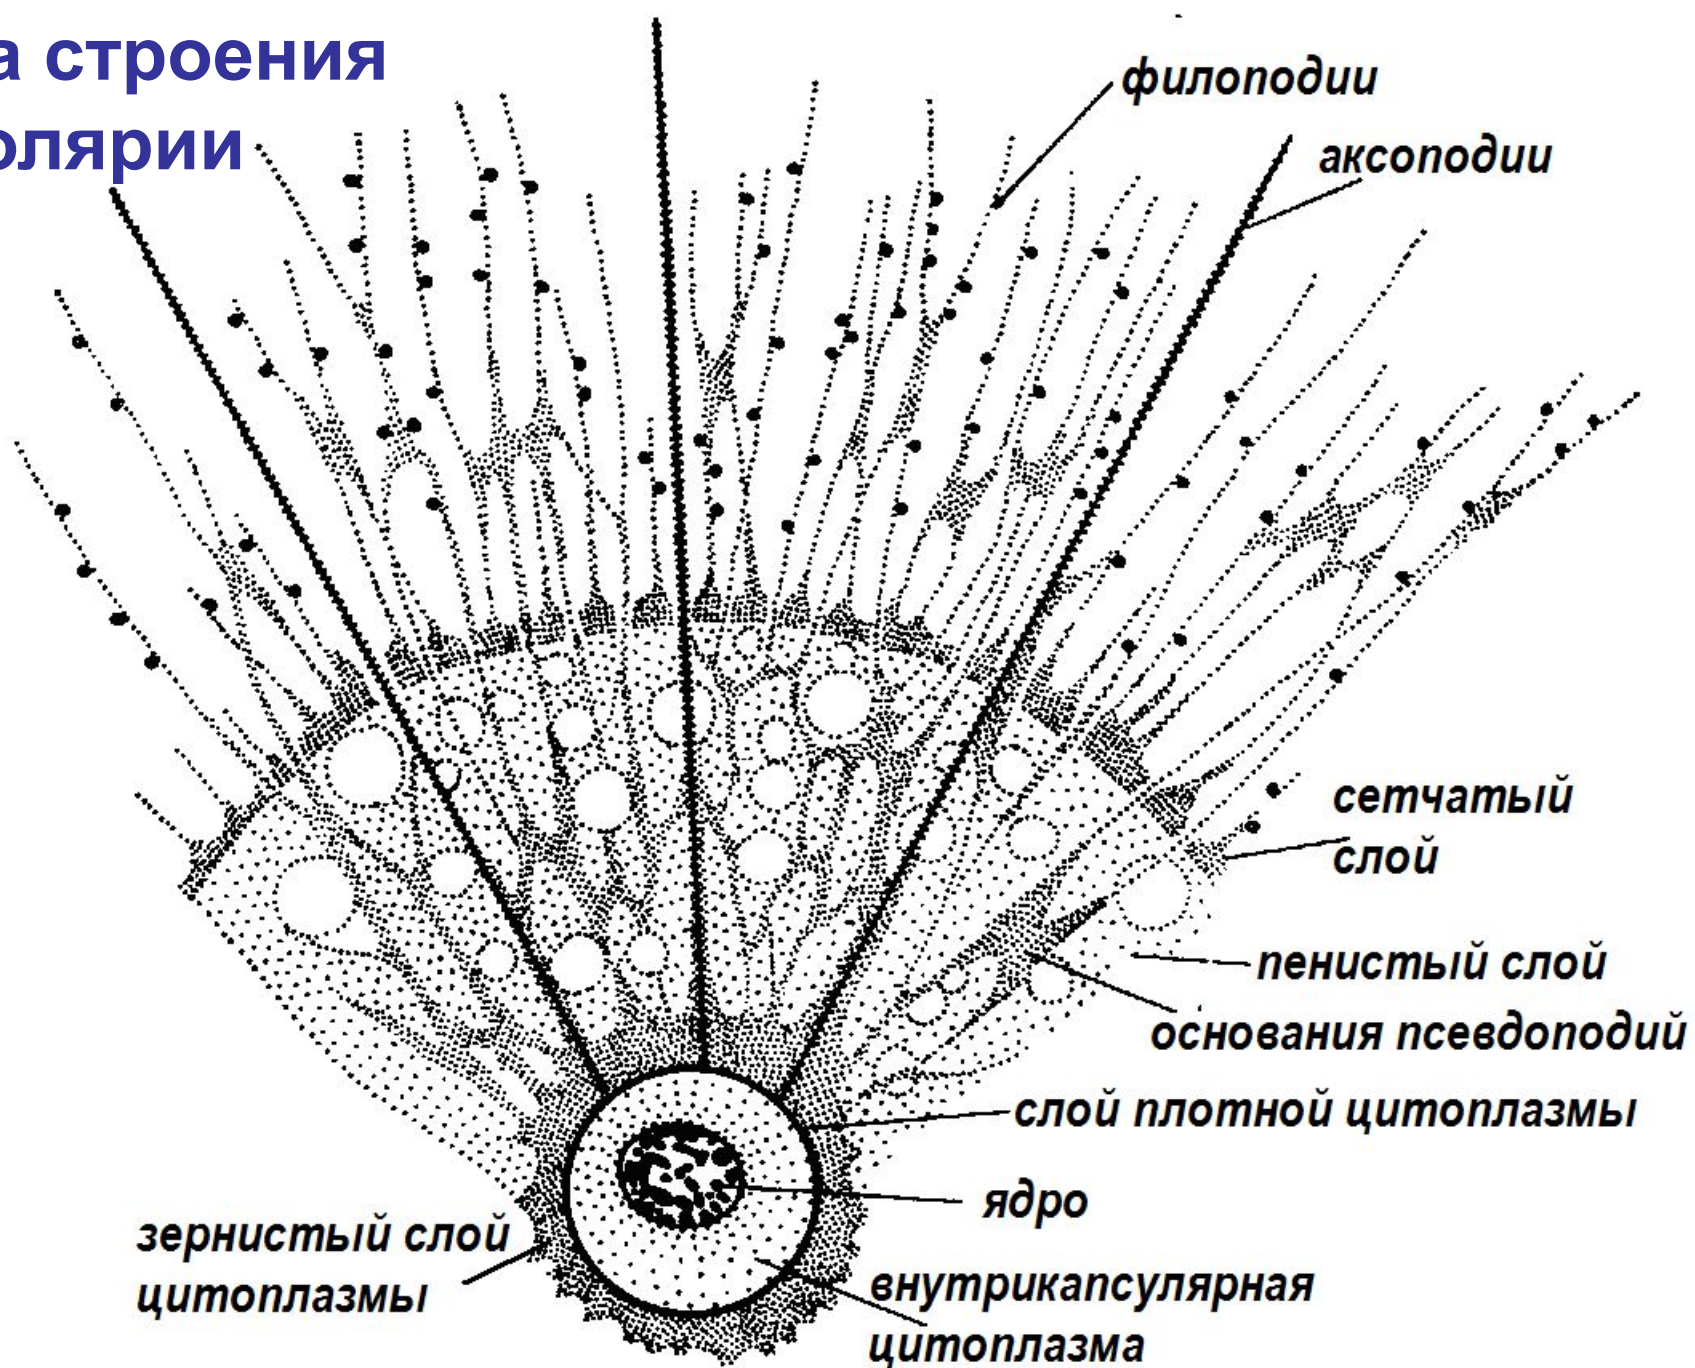 а строения
олярии
филоподии
аксоподии
сетчатый
слой
пенистый слой
основания псевдоподий
слой плотной цитоплазмы
ядро
зернистый слой
цитоплазмы
внутрикапсулярная
цитоплазма